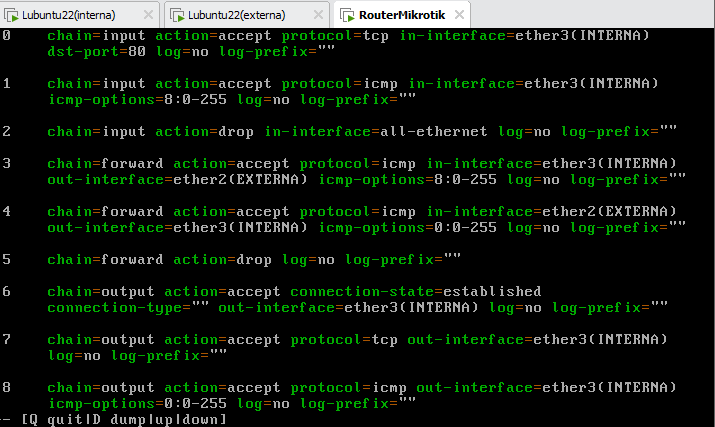 Lubuntu22(interna) Lubuntu22(externa) RouterMikrotik
0 chain=input action=accept protocol=tcp in-interface=ether3(INTERNA)
dst-port=80 log=no log-prefix=""
1 chain=input action=accept protocol=icmp in-interface=ether3(INTERNA)
icmp-options=8:0-255 log=no log-prefix=""
2 chain=input action=drop in-interface=all-ethernet log=no log-prefix=""
3 chain=forward action=accept protocol=icmp in-interface=ether3(INTERNA)
out-interface=ether2(EXTERNA) icmp-options=8:0-255 log=no log-prefix=""
4 chain=forward action=accept protocol=icmp in-interface=ether2(EXTERNA)
out-interface=ether3(INTERNA) icmp-options=0:0-255 log=no log-prefix=""
5 chain=forward action=drop log=no log-prefix=""
6 chain=output action=accept connection-state=established
connection-type="" out-interface=ether3(INTERNA) log=no log-prefix=""
7 chain=output action=accept protocol=tcp out-interface=ether3(INTERNA)
log=no log-prefix=""
8 chain=output action=accept protocol=icmp out-interface=ether3(INTERNA)
icmp-options=0:0-255 log=no log-prefix=""
-- [Q quit|D dump|up|down]